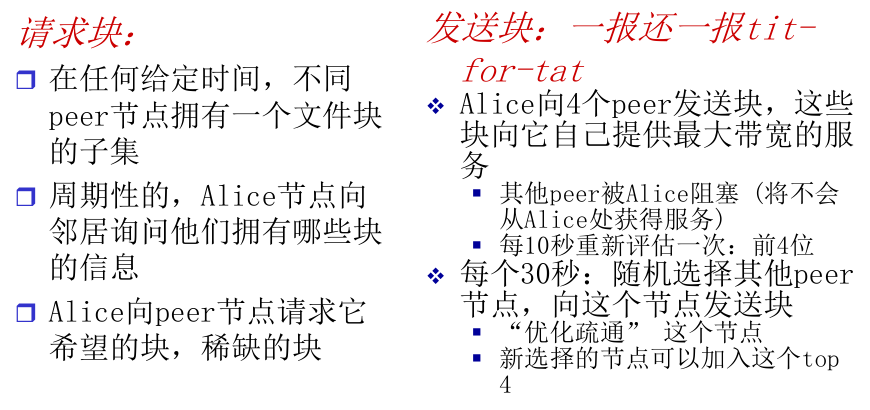 请求块:
在任何给定时间，不同
peer节点拥有一个文件块
的子集
周期性的，Alice节点向
邻居询问他们拥有哪些块
的信息
Alice向peer节点请求它
希望的块，稀缺的块
发送块：一报还一报tit-
for-tat
Alice向4个peer发送块，这些
块向它自己提供最大带宽的服
务
其他peer被Alice阻塞 (将不会
从Alice处获得服务)
每10秒重新评估一次：前4位
每个30秒：随机选择其他peer
节点，向这个节点发送块
“优化疏通” 这个节点
新选择的节点可以加入这个top
4